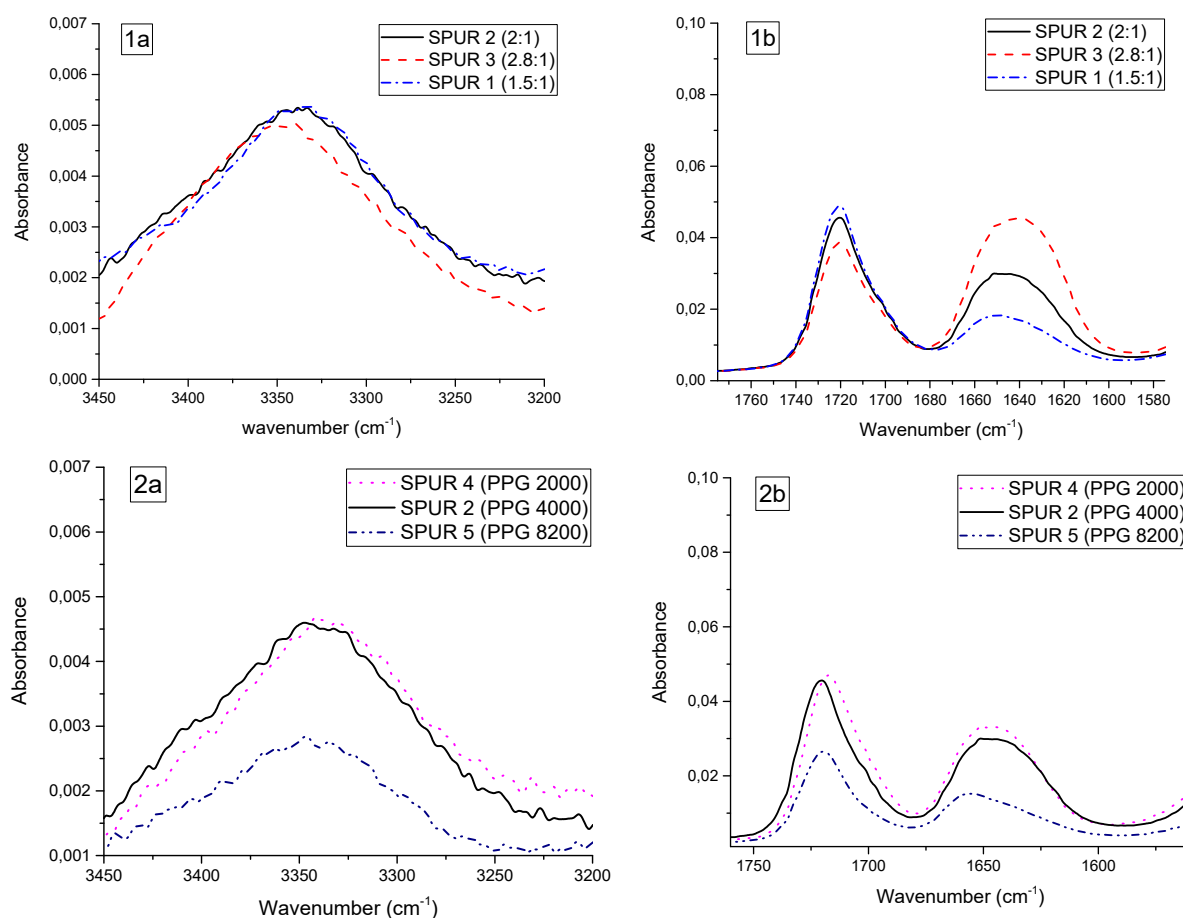 1a
SPUR 2 (2:1)
SPUR 3 (2.8:1)
SPUR 1 (1.5:1)
0,007
0,006
0,005
0,004
0,003
0,002
0,001
0,000
Absorbance
3450 3400 3350 3300 3250 3200
wavenumber (cm⁻¹)
1b
SPUR 2 (2:1)
SPUR 3 (2.8:1)
SPUR 1 (1.5:1)
0,10
0,08
0,06
0,04
0,02
0,00
Absorbance
1760 1740 1720 1700 1680 1660 1640 1620 1600 1580
Wavenumber (cm⁻¹)
2a
SPUR 4 (PPG 2000)
SPUR 2 (PPG 4000)
SPUR 5 (PPG 8200)
0,007
0,006
0,005
0,004
0,003
0,002
0,001
Absorbance
3450 3400 3350 3300 3250 3200
Wavenumber (cm⁻¹)
2b
SPUR 4 (PPG 2000)
SPUR 2 (PPG 4000)
SPUR 5 (PPG 8200)
0,10
0,08
0,06
0,04
0,02
Absorbance
1750 1700 1650 1600
Wavenumber (cm⁻¹)